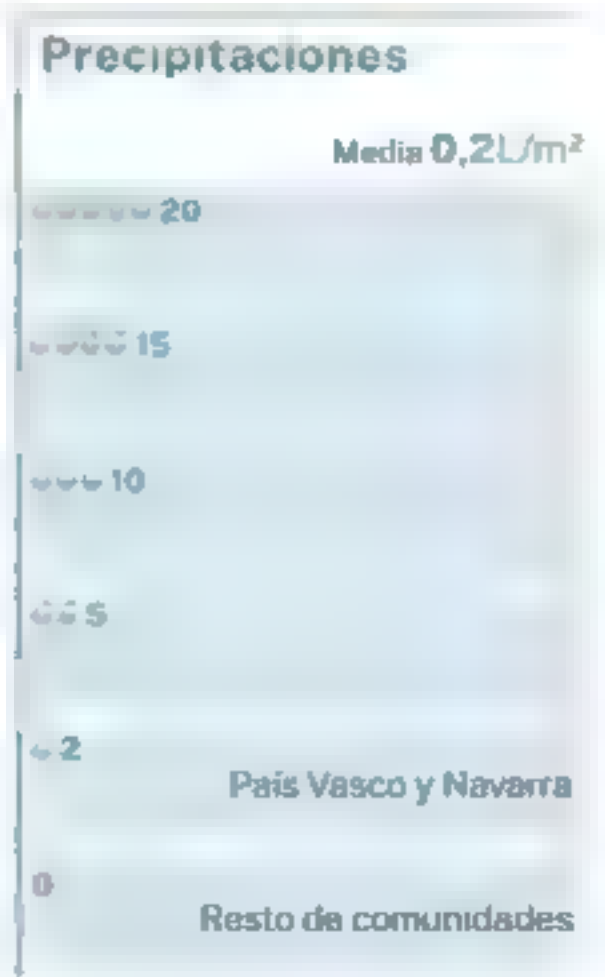 Precipitaciones
Media 0,2L/m²
20
15
10
5
2
País Vasco y Navarra
0
Resto de comunidades